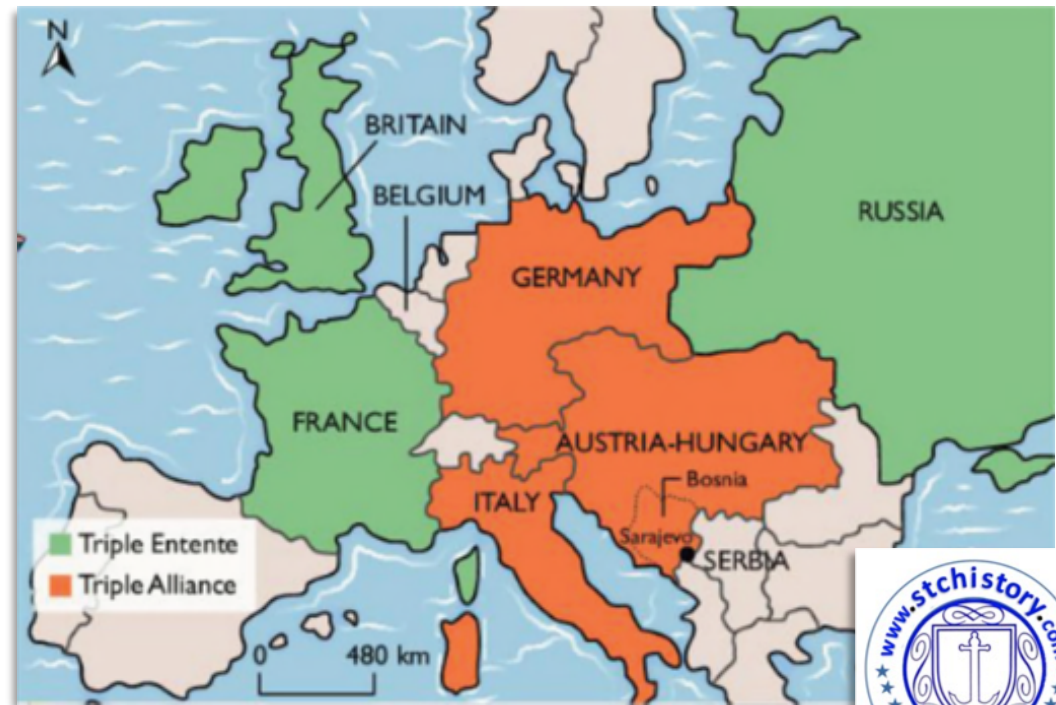 N
BRITAIN
BELGIUM
RUSSIA
GERMANY
FRANCE
AUSTRIA-HUNGARY
Bosnia
ITALY
Sarajevo
SERBIA
Triple Entente
Triple Alliance
0 480 km
www.stchistory.com